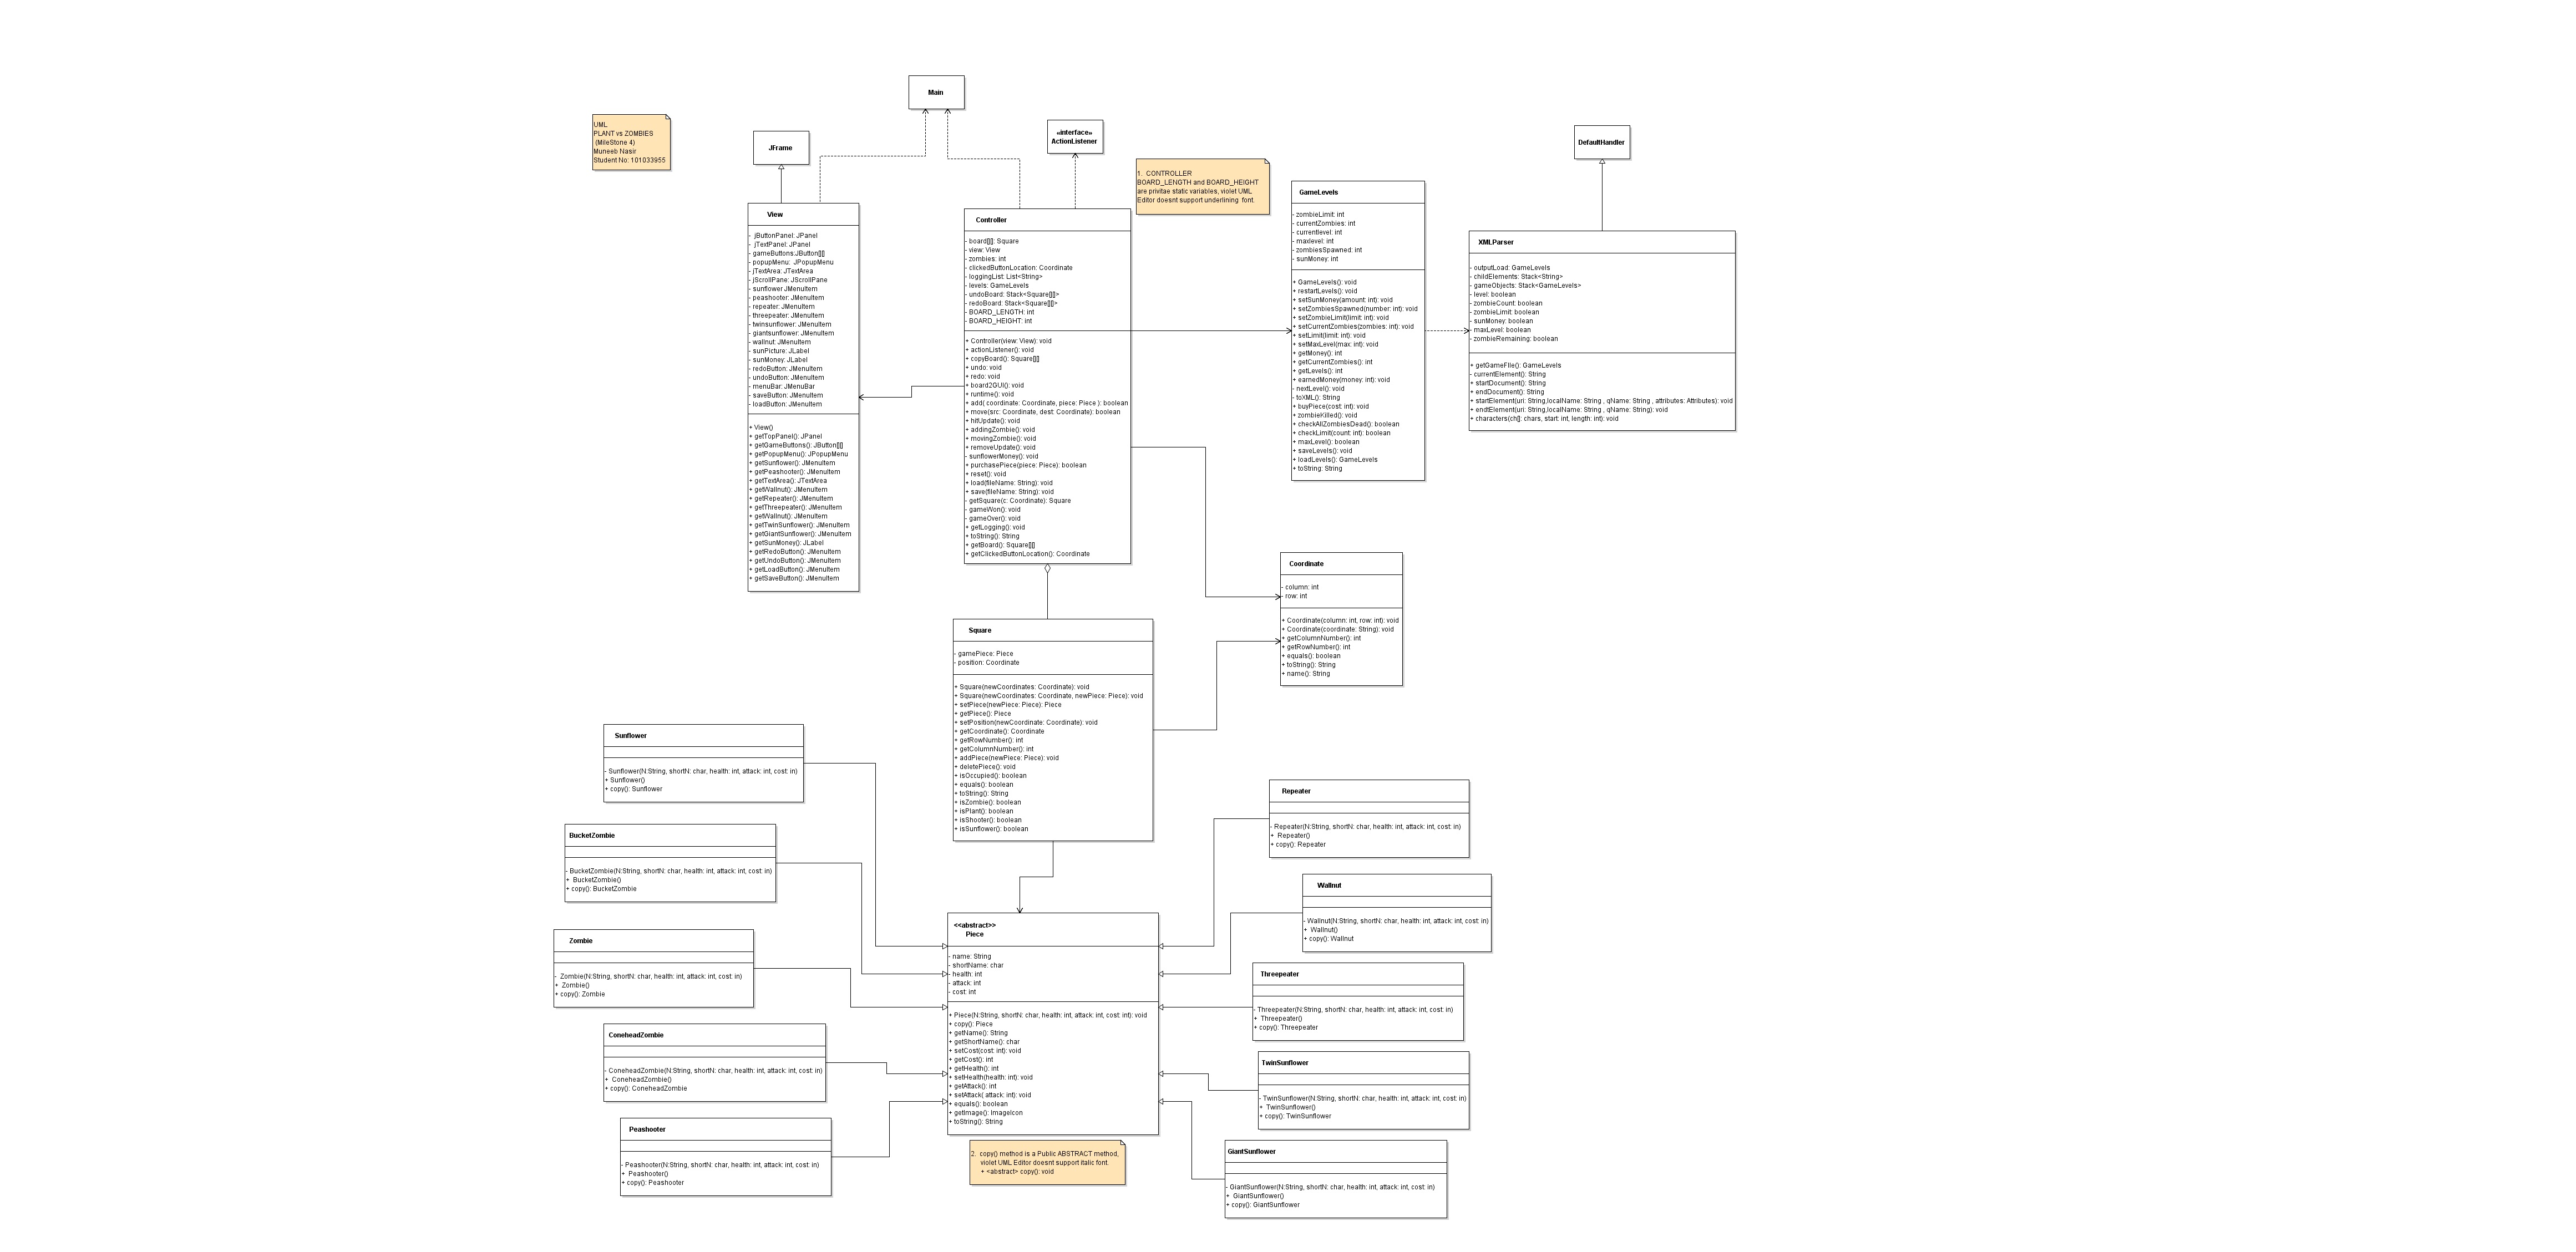 Main
UML
PLANT vs ZOMBIES
(MileStone 4)
Muneeb Nasir
Student No: 101033955
JFrame
«interface»
ActionListener
DefaultHandler
1. CONTROLLER
BOARD_LENGTH and BOARD_HEIGHT
are privitae static variables, violet UML
Editor doesnt support underlining font.
View
- jButtonPanel: JPanel
- jTextPanel: JPanel
- gameButtons:JButton[][]
- popupMenu: JPopupMenu
- jTextArea: JTextArea
- jScrollPane: JScrollPane
- sunflower JMenuItem
- peashooter: JMenuItem
- repeater: JMenuItem
- threepeater: JMenuItem
- twinsunflower: JMenuItem
- giantsunflower: JMenuItem
- wallnut: JMenuItem
- sunPicture: JLabel
- sunMoney: JLabel
- redoButton: JMenuItem
- undoButton: JMenuItem
- menuBar: JMenuBar
- saveButton: JMenuItem
- loadButton: JMenuItem
+ View()
+ getTopPanel(): JPanel
+ getGameButtons(): JButton[][]
+ getPopupMenu(): JPopupMenu
+ getSunflower(): JMenuItem
+ getPeashooter(): JMenuItem
+ getTextArea(): JTextArea
+ getWallnut(): JMenuItem
+ getRepeater(): JMenuItem
+ getThreepeater(): JMenuItem
+ getWallnut(): JMenuItem
+ getTwinSunflower(): JMenuItem
+ getGiantSunflower(): JMenuItem
+ getSunMoney(): JLabel
+ getRedoButton(): JMenuItem
+ getUndoButton(): JMenuItem
+ getLoadButton(): JMenuItem
+ getSaveButton(): JMenuItem
Controller
- board[][]: Square
- view: View
- zombies: int
- clickedButtonLocation: Coordinate
- loggingList: List<String>
- levels: GameLevels
- undoBoard: Stack<Square[][]>
- redoBoard: Stack<Square[][]>
- BOARD_LENGTH: int
- BOARD_HEIGHT: int
+ Controller(view: View): void
+ actionListener(): void
+ copyBoard(): Square[][]
+ undo: void
+ redo: void
+ board2GUI(): void
+ runtime(): void
+ add( coordinate: Coordinate, piece: Piece ): boolean
+ move(src: Coordinate, dest: Coordinate): boolean
+ hitUpdate(): void
+ addingZombie(): void
+ movingZombie(): void
+ removeUpdate(): void
- sunflowerMoney(): void
+ purchasePiece(piece: Piece): boolean
+ reset(): void
+ load(fileName: String): void
+ save(fileName: String): void
- getSquare(c: Coordinate): Square
- gameWon(): void
- gameOver(): void
+ getLogging(): void
+ toString(): String
+ getBoard(): Square[][]
+ getClickedButtonLocation(): Coordinate
GameLevels
- zombieLimit: int
- currentZombies: int
- currentlevel: int
- maxlevel: int
- zombiesSpawned: int
- sunMoney: int
+ GameLevels(): void
+ restartLevels(): void
+ setSunMoney(amount: int): void
+ setZombiesSpawned(number: int): void
+ setZombieLimit(limit: int): void
+ setCurrentZombies(zombies: int): void
+ setLimit(limit: int): void
+ setMaxLevel(max: int): void
+ getMoney(): int
+ getCurrentZombies(): int
+ getLevels(): int
+ earnedMoney(money: int): void
- nextLevel(): void
- toXML(): String
+ buyPiece(cost: int): void
+ zombieKilled(): void
+ checkAllZombiesDead(): boolean
+ checkLimit(count: int): boolean
+ maxLevel(): boolean
+ saveLevels(): void
+ loadLevels(): GameLevels
+ toString: String
XMLParser
- outputLoad: GameLevels
- childElements: Stack<String>
- gameObjects: Stack<GameLevels>
- level: boolean
- zombieCount: boolean
- zombieLimit: boolean
- sunMoney: boolean
- maxLevel: boolean
- zombieRemaining: boolean
+ getGameFIle(): GameLevels
- currentElement(): String
+ startDocument(): String
+ endDocument(): String
+ startElement(uri: String,localName: String , qName: String , attributes: Attributes): void)
+ endtElement(uri: String,localName: String , qName: String): void)
+ characters(ch[]: chars, start: int, length: int): void)
Coordinate
- column: int
- row: int
+ Coordinate(column: int, row: int): void)
+ Coordinate(coordinate: String): void)
+ getColumnNumber(): int
+ getRowNumber(): int
+ equals(): boolean
+ toString(): String
+ name(): String
Square
- gamePiece: Piece
- position: Coordinate
+ Square(newCoordinates: Coordinate): void)
+ Square(newCoordinates: Coordinate, newPiece: Piece): void
+ setPiece(newPiece: Piece): Piece
+ getPiece(): Piece
+ setPosition(newCoordinate: Coordinate): void)
+ getCoordinate(): Coordinate
+ getRowNumber(): int
+ getColumnNumber(): int
+ addPiece(newPiece: Piece): void
+ deletePiece(): void
+ isOccupied(): boolean
+ equals(): boolean
+ toString(): String
+ isZombie(): boolean
+ isPlant(): boolean
+ isShooter(): boolean
+ isSunflower(): boolean
Sunflower
- Sunflower(N:String, shortN: char, health: int, attack: int, cost: in)
+ Sunflower()
+ copy(): Sunflower
BucketZombie
- BucketZombie(N:String, shortN: char, health: int, attack: int, cost: in)
+ BucketZombie()
+ copy(): BucketZombie
Zombie
- Zombie(N:String, shortN: char, health: int, attack: int, cost: in)
+ Zombie()
+ copy(): Zombie
ConeheadZombie
- ConeheadZombie(N:String, shortN: char, health: int, attack: int, cost: in)
+ ConeheadZombie()
+ copy(): ConeheadZombie
Peashooter
- Peashooter(N:String, shortN: char, health: int, attack: int, cost: in)
+ Peashooter()
+ copy(): Peashooter
<<abstract>>
Piece
- name: String
- shortName: char
- health: int
- attack: int
- cost: int
+ Piece(N:String, shortN: char, health: int, attack: int, cost: int): void
+ copy(): Piece
+ getName(): String
+ getShortName(): char
+ setCost(cost: int): void
+ getCost(): int
+ getHealth(): int
+ setHealth(health: int): void
+ getAttack(): int
+ setAttack( attack: int): void
+ equals(): boolean
+ getImage(): ImageIcon
+ toString(): String
2. copy() method is a Public ABSTRACT method,
violet UML Editor doesnt support italic font.
+ <abstract> copy(): void
Repeater
- Repeater(N:String, shortN: char, health: int, attack: int, cost: in)
+ Repeater()
+ copy(): Repeater
Wallnut
- Wallnut(N:String, shortN: char, health: int, attack: int, cost: in)
+ Wallnut()
+ copy(): Wallnut
Threepeater
- Threepeater(N:String, shortN: char, health: int, attack: int, cost: in)
+ Threepeater()
+ copy(): Threepeater
TwinSunflower
- TwinSunflower(N:String, shortN: char, health: int, attack: int, cost: in)
+ TwinSunflower()
+ copy(): TwinSunflower
GiantSunflower
- GiantSunflower(N:String, shortN: char, health: int, attack: int, cost: in)
+ GiantSunflower()
+ copy(): GiantSunflower